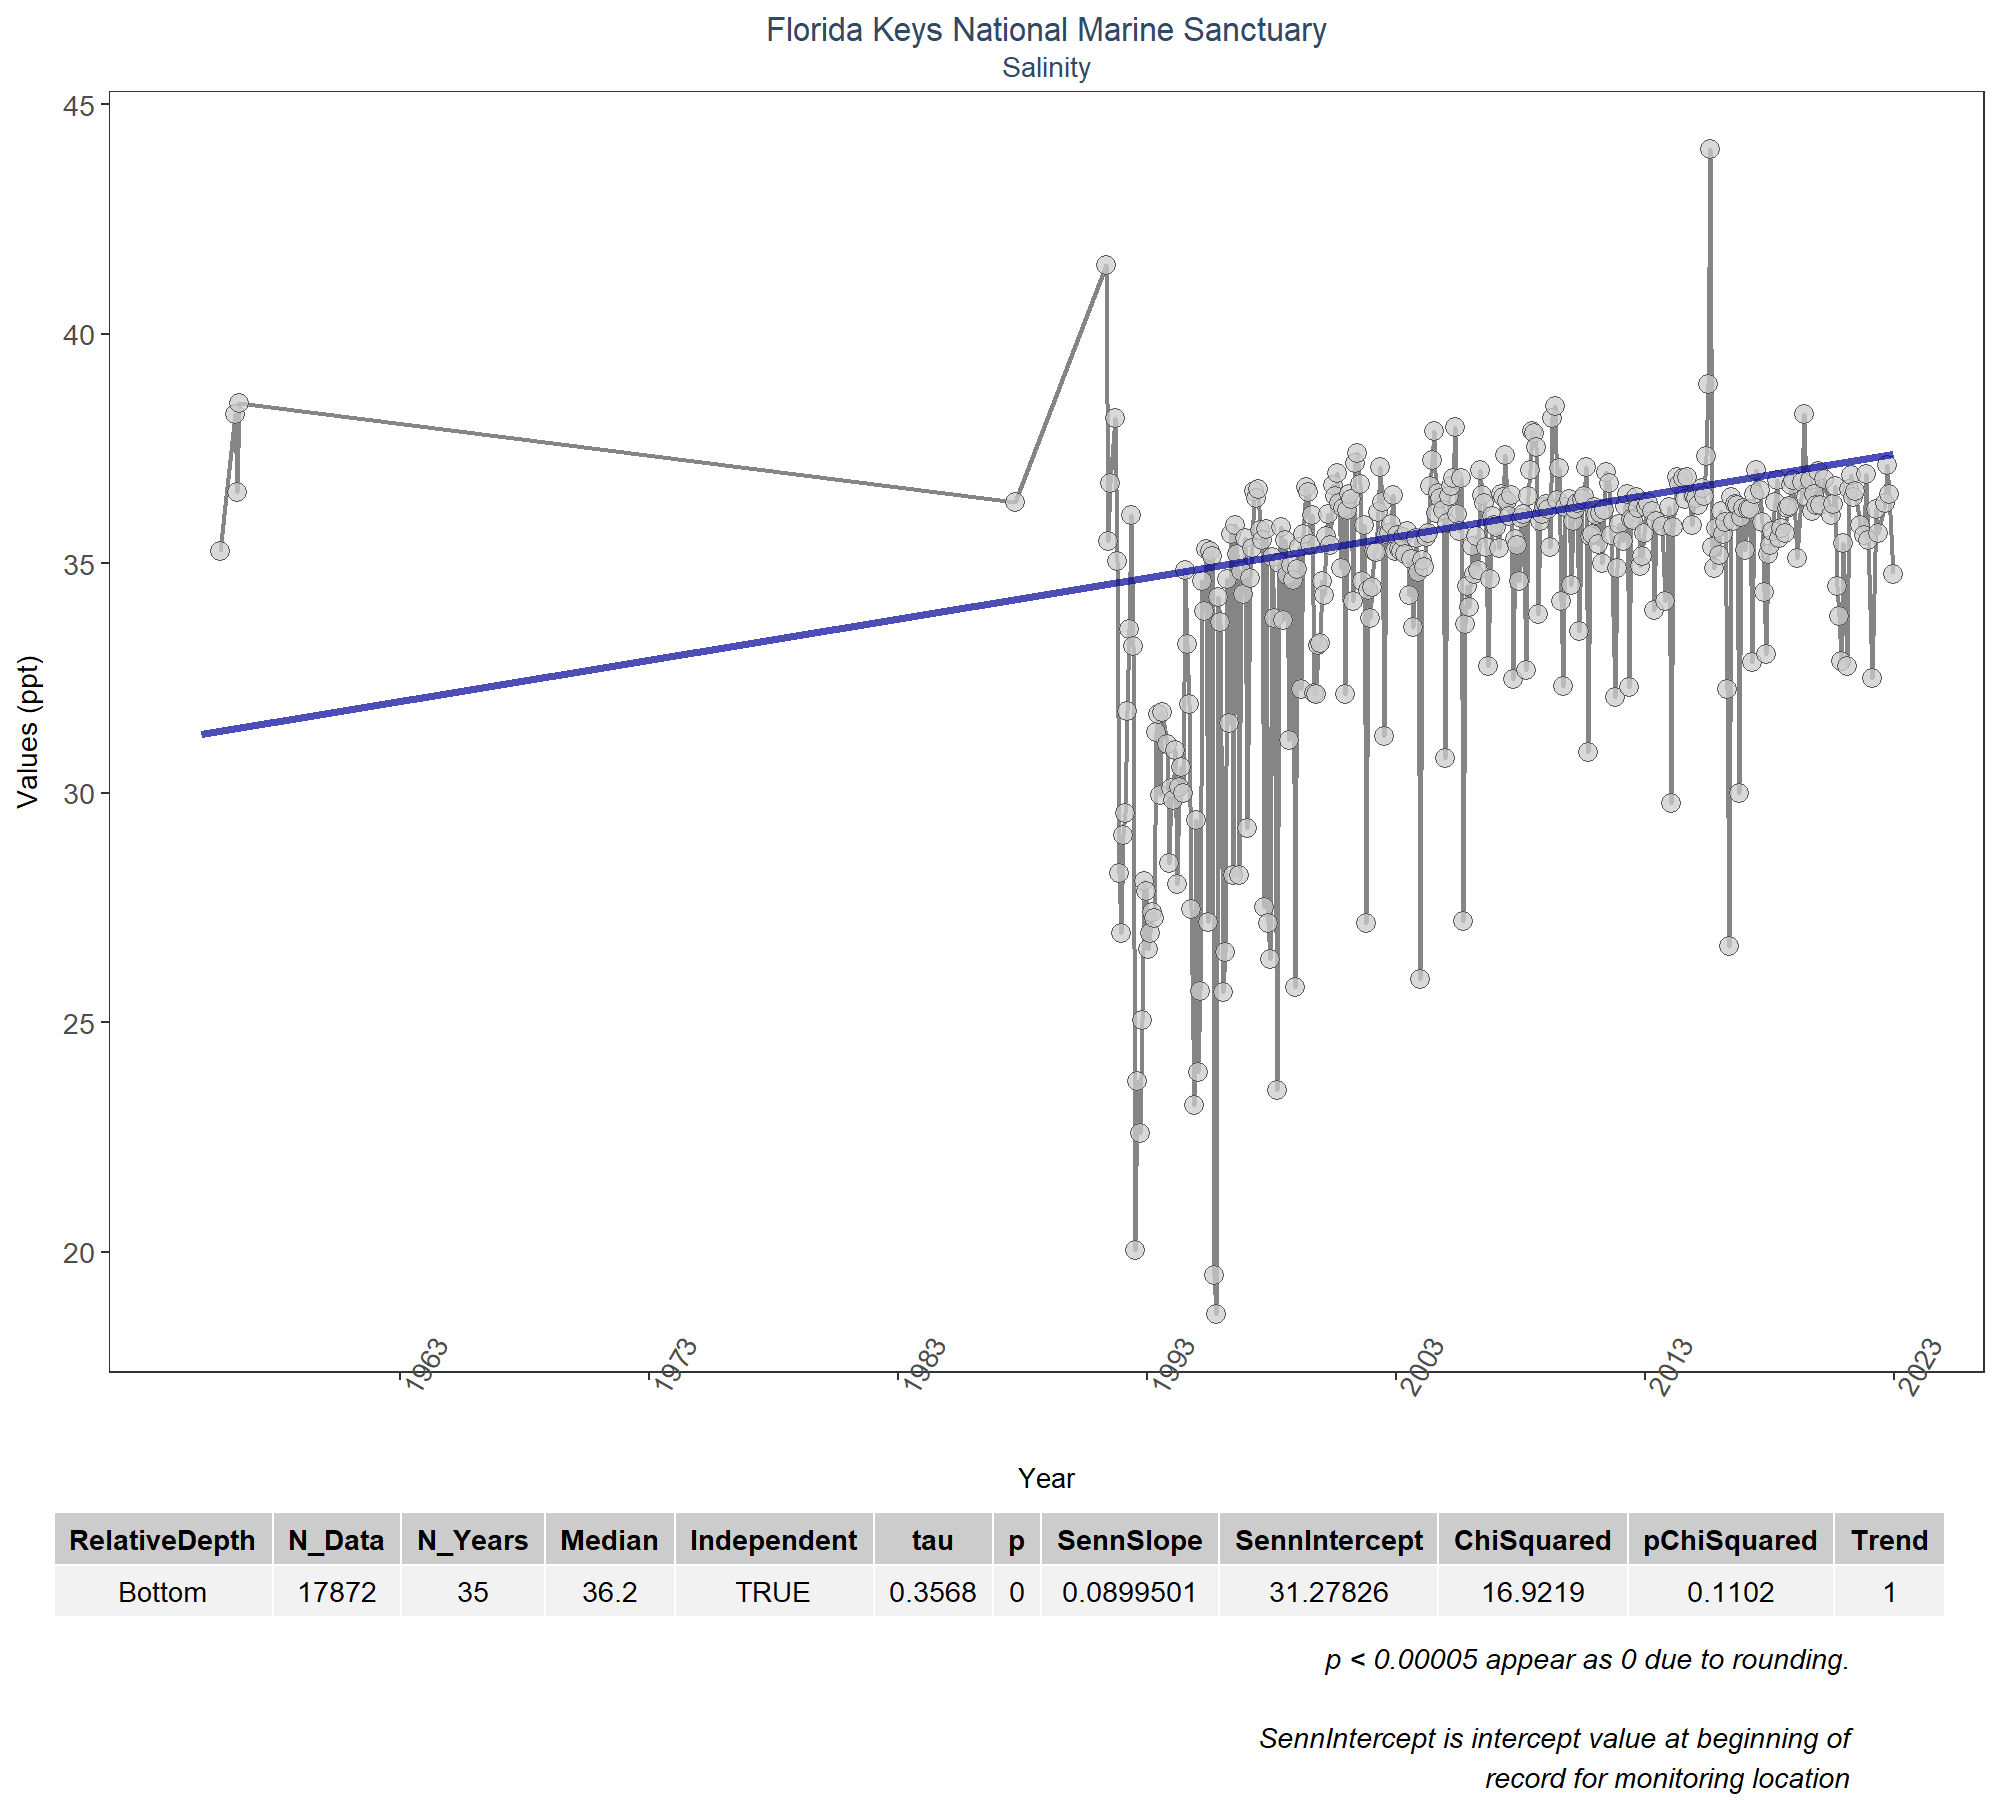 Florida Keys National Marine Sanctuary
Salinity
45
40
35
30
25
20
Values (ppt)
1963 1973 1983 1993 2003 2013 2023
Year
RelativeDepth N_Data N_Years Median Independent tau p SennSlope SennIntercept ChiSquared pChiSquared Trend
Bottom 17872 35 36.2 TRUE 0.3568 0 0.0899501 31.27826 16.9219 0.1102 1
p < 0.00005 appear as 0 due to rounding.
SennIntercept is intercept value at beginning of
record for monitoring location